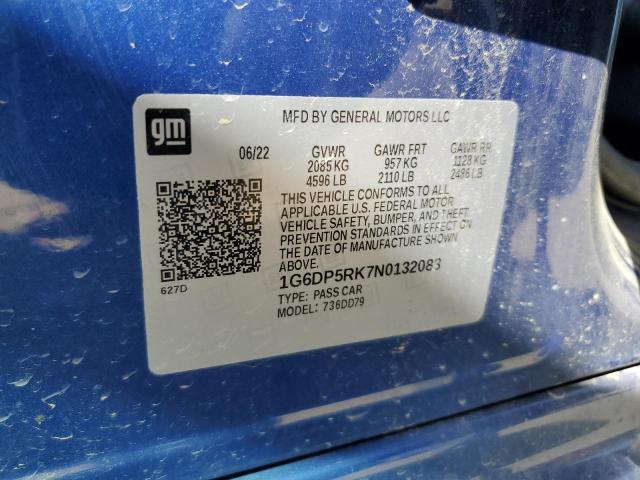 gm
MFD BY GENERAL MOTORS LLC
06/22 GVWR GAWR FRT GAWR RR
2085 KG 957 KG 1128 KG
4596 LB 2110 LB 2486 LB
THIS VEHICLE CONFORMS TO ALL
APPLICABLE U.S. FEDERAL MOTOR
VEHICLE SAFETY, BUMPER, AND THEFT
PREVENTION STANDARDS IN EFFECT ON
THE DATE OF MANUFACTURE SHOWN
ABOVE.
627D
1G6DP5RK7N0132083
TYPE: PASS CAR
MODEL: 736DD79